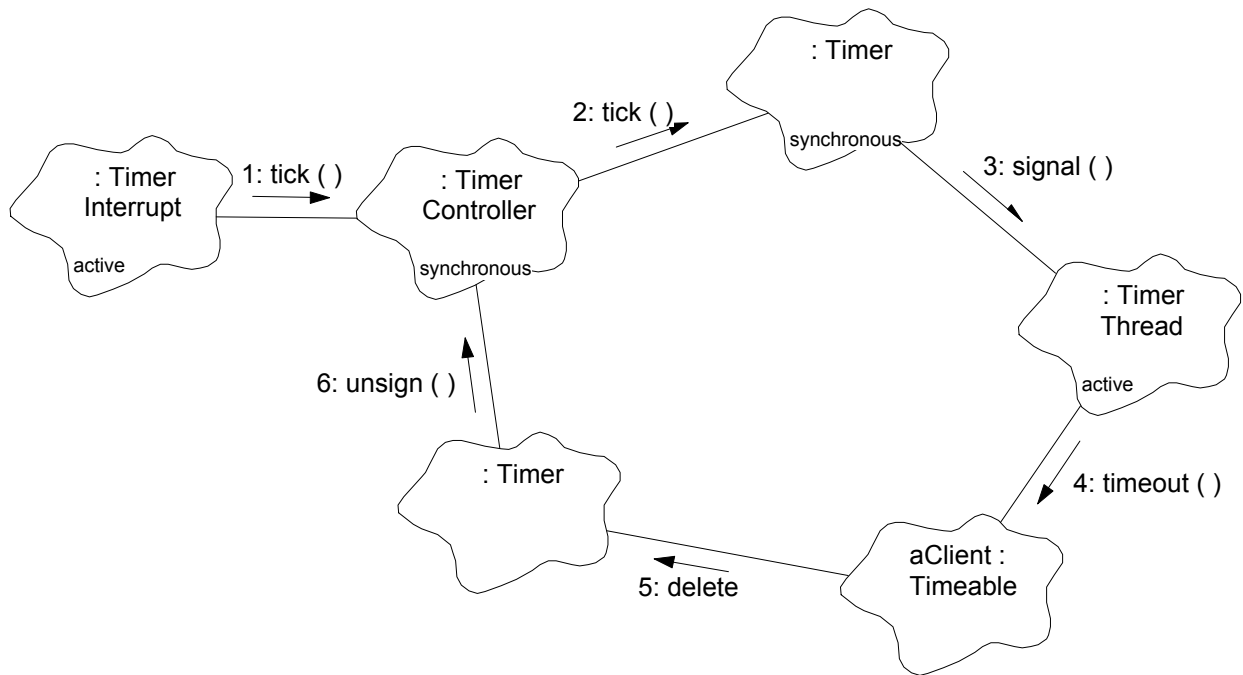 : Timer
2: tick ( )
synchronous
1: tick ( )
3: signal ( )
: Timer
Interrupt
: Timer
Controller
active
synchronous
: Timer
Thread
6: unsign ( )
active
: Timer
4: timeout ( )
aClient :
Timeable
5: delete